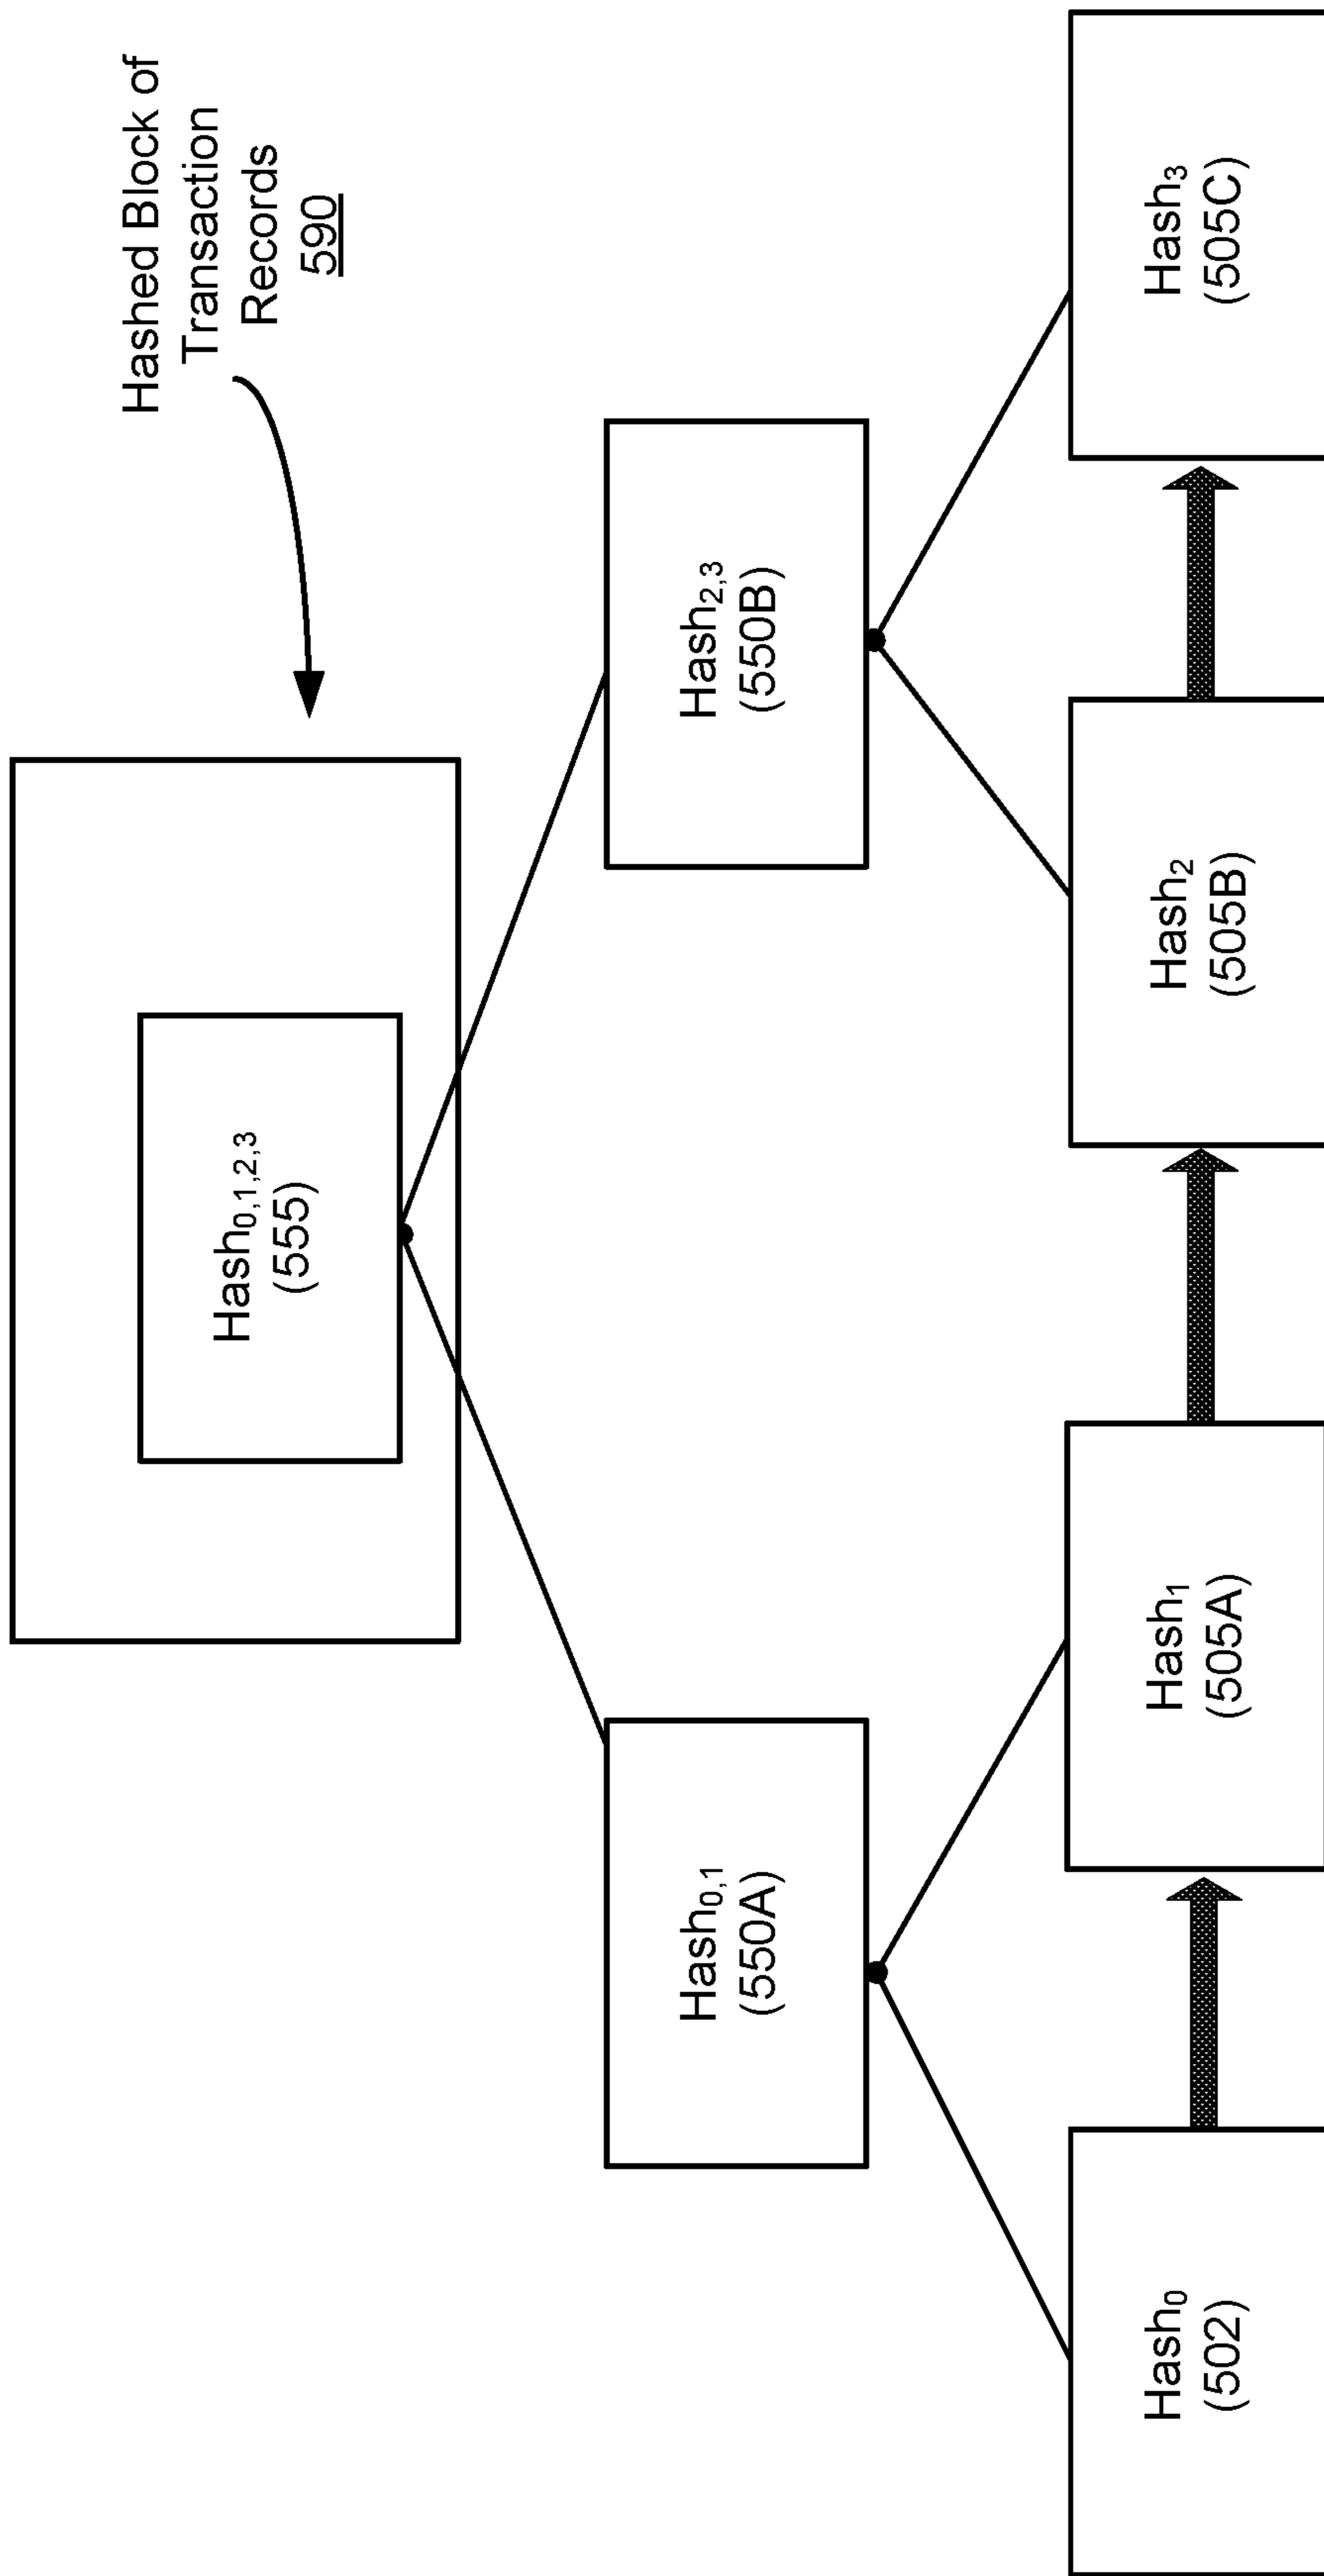 Hashed Block of
Transaction
Records
590
Hash₀,₁,₂,₃
(555)
Hash₀,₁
(550A)
Hash₂,₃
(550B)
Hash₀
(502)
Hash₁
(505A)
Hash₂
(505B)
Hash₃
(505C)